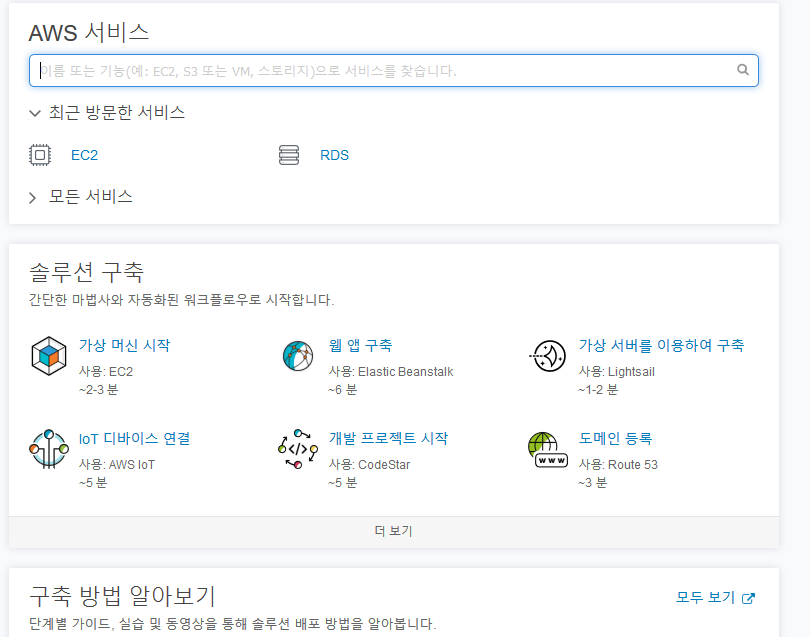 AWS 서비스
이름 또는 기능(예: EC2, S3 또는 VM, 스토리지)으로 서비스를 찾습니다.
최근 방문한 서비스
EC2
RDS
모든 서비스
솔루션 구축
간단한 마법사와 자동화된 워크플로우로 시작합니다.
가상 머신 시작
사용: EC2
~2-3 분
웹 앱 구축
사용: Elastic Beanstalk
~6 분
가상 서버를 이용하여 구축
사용: Lightsail
~1-2 분
IoT 디바이스 연결
사용: AWS IoT
~5 분
개발 프로젝트 시작
사용: CodeStar
~5 분
WWW
도메인 등록
사용: Route 53
~3 분
더 보기
구축 방법 알아보기
모두 보기
단계별 가이드, 실습 및 동영상을 통해 솔루션 배포 방법을 알아봅니다.